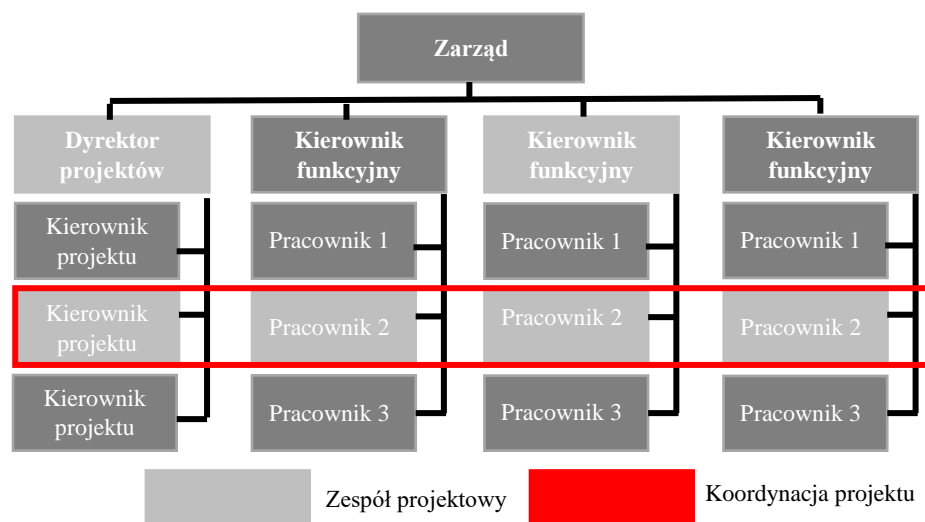 Zarząd
Dyrektor
projektów
Kierownik
funkcyjny
Kierownik
funkcyjny
Kierownik
funkcyjny
Kierownik
projektu
Pracownik 1
Pracownik 1
Pracownik 1
Kierownik
projektu
Pracownik 2
Pracownik 2
Pracownik 2
Kierownik
projektu
Pracownik 3
Pracownik 3
Pracownik 3
Zespół projektowy
Koordynacja projektu